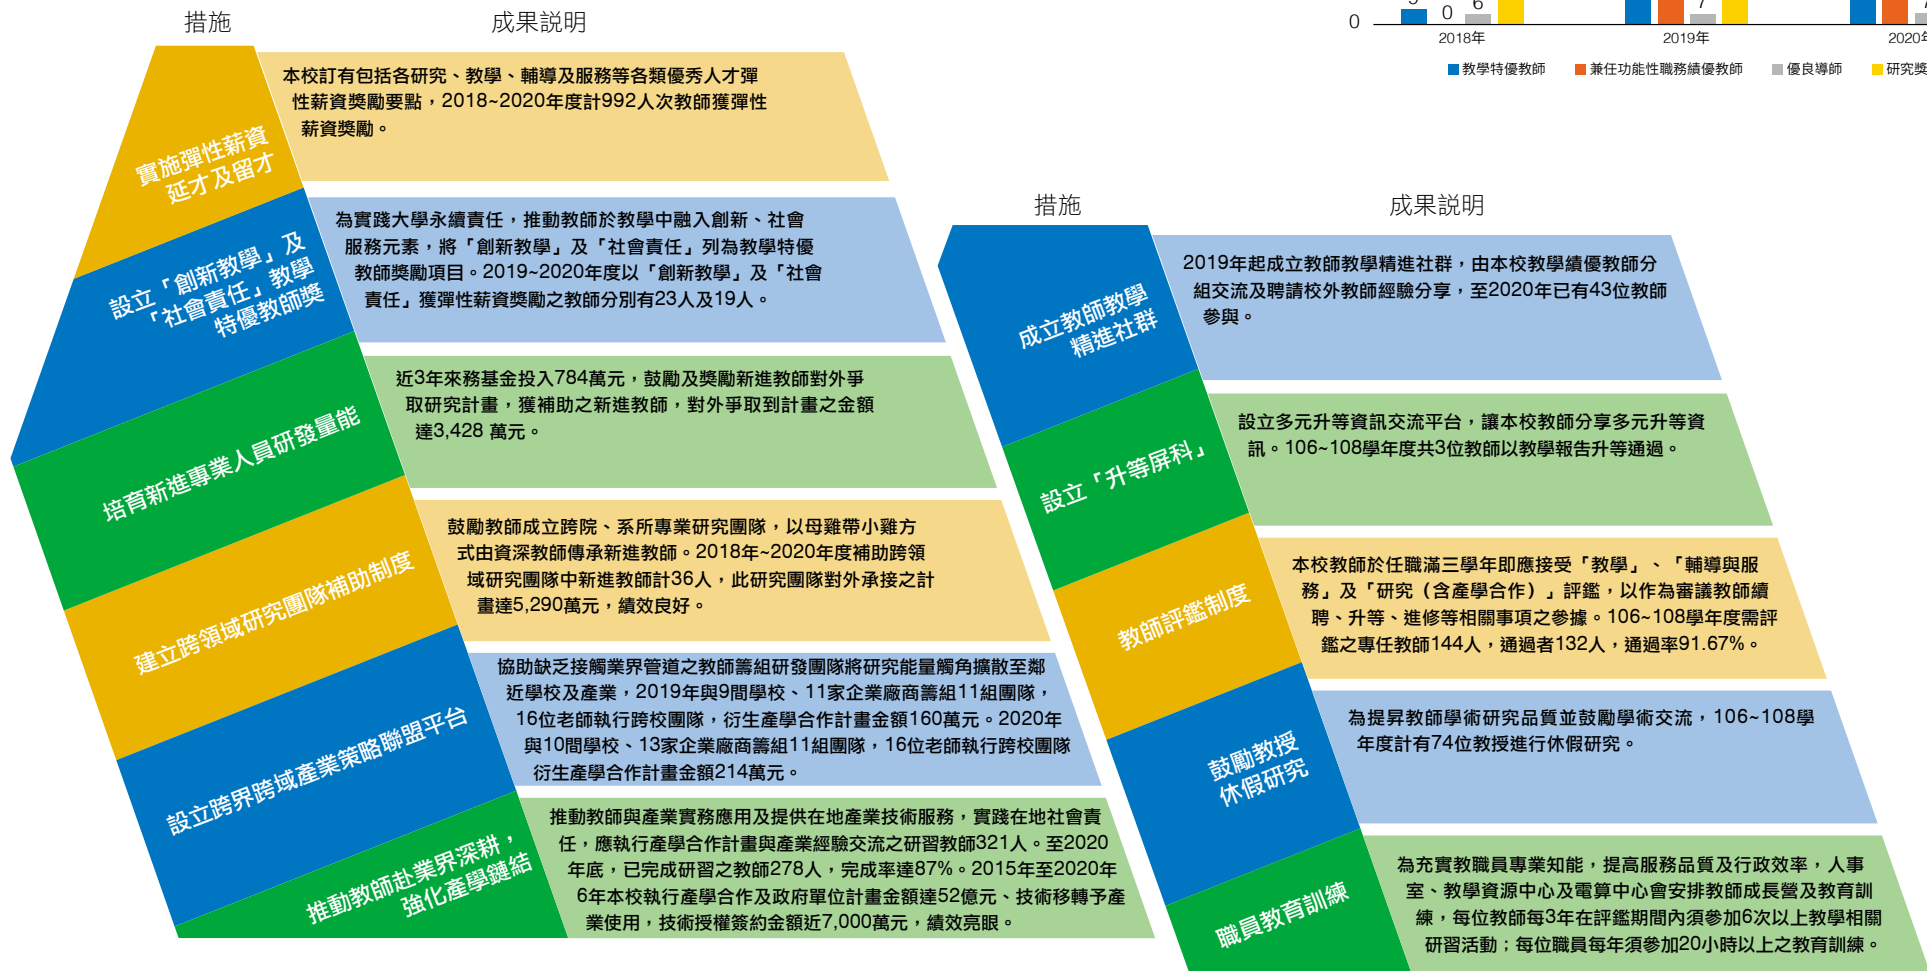 措施
成果説明
實施彈性薪資
延才及留才
本校訂有包括各研究、教學、輔導及服務等各類優秀人才彈
性薪資獎勵要點，2018~2020年度計992人次教師獲彈性
薪資獎勵。
設立「創新教學」及
「社會責任」教學
特優教師獎
為實踐大學永續責任，推動教師於教學中融入創新、社會
服務元素，將「創新教學」及「社會責任」列為教學特優
教師獎勵項目。2019~2020年度以「創新教學」及「社會
責任」獲彈性薪資獎勵之教師分別有23人及19人。
培育新進專業人員研發量能
近3年來務基金投入784萬元，鼓勵及獎勵新進教師對外爭
取研究計畫，獲補助之新進教師，對外爭取到計畫之金額
達3,428 萬元。
建立跨領域研究團隊補助制度
鼓勵教師成立跨院、系所專業研究團隊，以母雞帶小雞方
式由資深教師傳承新進教師。2018年~2020年度補助跨領
域研究團隊中新進教師計36人，此研究團隊對外承接之計
畫達5,290萬元，績效良好。
設立跨界跨域產業策略聯盟平台
協助缺乏接觸業界管道之教師籌組研發團隊將研究能量觸角擴散至鄰
近學校及產業，2019年與9間學校、11家企業廠商籌組11組團隊，
16位老師執行跨校團隊，衍生產學合作計畫金額160萬元。2020年
與10間學校、13家企業廠商籌組11組團隊，16位老師執行跨校團隊
衍生產學合作計畫金額214萬元。
推動教師赴業界深耕，
強化產學鏈結
推動教師與產業實務應用及提供在地產業技術服務，實踐在地社會責
任，應執行產學合作計畫與產業經驗交流之研習教師321人。至2020
年底，已完成研習之教師278人，完成率達87%。2015年至2020年
6年本校執行產學合作及政府單位計畫金額達52億元、技術移轉予產
業使用，技術授權簽約金額近7,000萬元，績效亮眼。
0
0
6
7
2018年
2019年
2020年
教學特優教師
兼任功能性職務績優教師
優良導師
研究獎
措施
成果説明
成立教師教學
精進社群
2019年起成立教師教學精進社群，由本校教學績優教師分
組交流及聘請校外教師經驗分享，至2020年已有43位教師
參與。
設立「升等屏科」
設立多元升等資訊交流平台，讓本校教師分享多元升等資
訊。106~108學年度共3位教師以教學報告升等通過。
教師評鑑制度
本校教師於任職滿三學年即應接受「教學」、「輔導與服
務」及「研究（含產學合作）」評鑑，以作為審議教師續
聘、升等、進修等相關事項之參據。106~108學年度需評
鑑之專任教師144人，通過者132人，通過率91.67%。
鼓勵教授
休假研究
為提昇教師學術研究品質並鼓勵學術交流，106~108學
年度計有74位教授進行休假研究。
職員教育訓練
為充實教職員專業知能，提高服務品質及行政效率，人事
室、教學資源中心及電算中心會安排教師成長營及教育訓
練，每位教師每3年在評鑑期間內須參加6次以上教學相關
研習活動；每位職員每年須參加20小時以上之教育訓練。